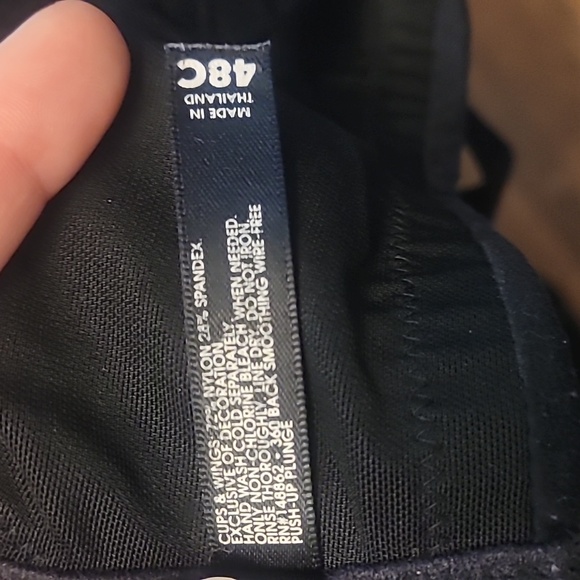 48C
MADE IN
THAILAND
CUPS & WINGS: NYLON 28% SPANDEX.
EXCLUSIVE OF DECORATION
HAND WASH COLD SEPARATELY
ONLY NON-CHLORINE BLEACH WHEN NEEDED.
RINSE THOROUGHLY. LINE DRY. DO NOT IRON.
RN# 48862 • 360 BACK SMOOTHING WIRE-FREE
PUSH-UP PLUNGE